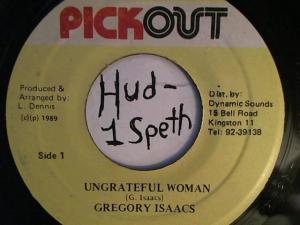 PICKOUT
Produced &
Arranged by:
L. Dennis
(c)(p) 1989
Hud-
1 Speth
Dist. by:
Dynamic Sounds
15 Bell Road
Kingston 11
Tel: 92-39138
Side 1
UNGRATEFUL WOMAN
(G. Isaacs)
GREGORY ISAACS